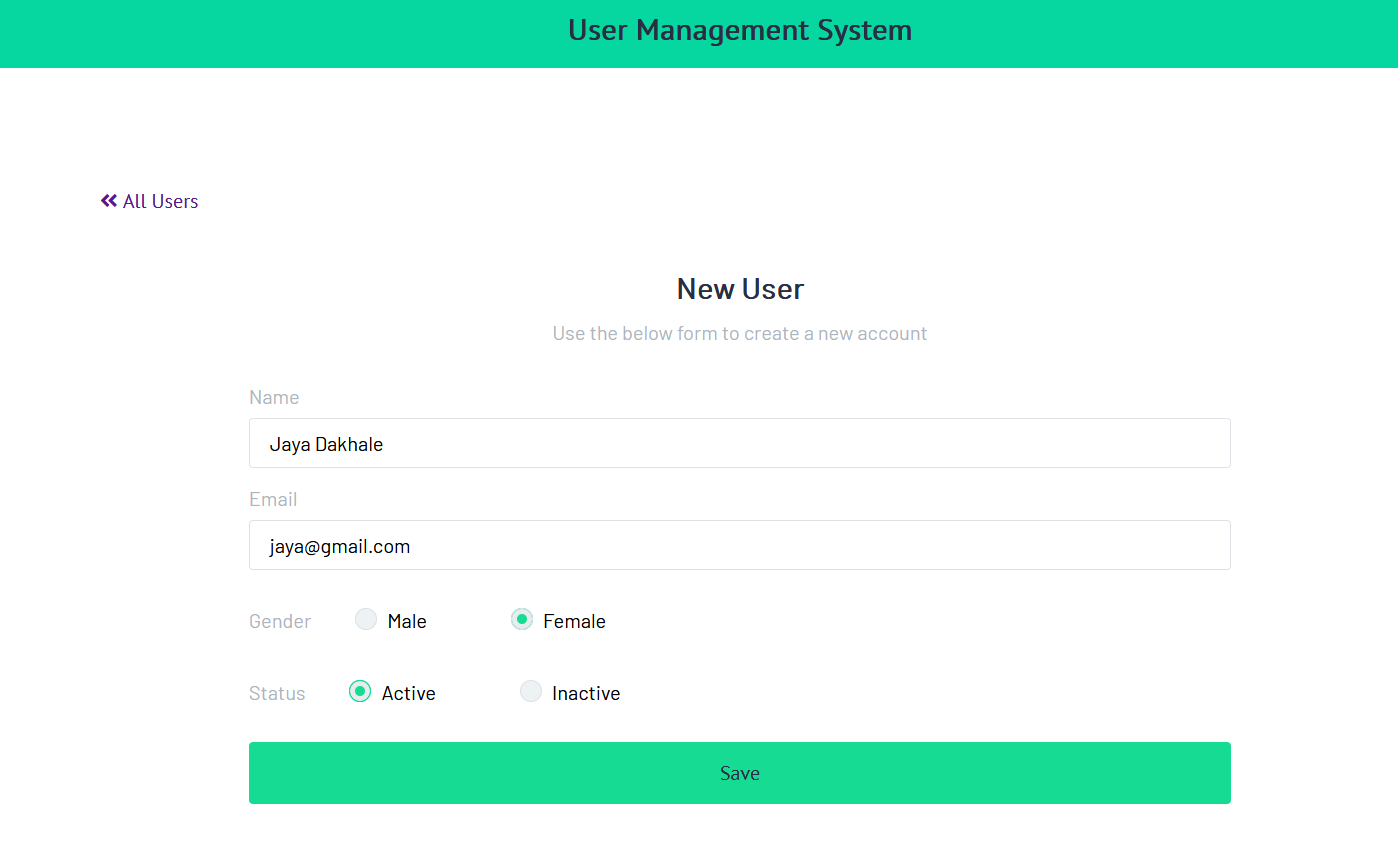 User Management System
All Users
New User
Use the below form to create a new account
Name
Jaya Dakhale
Email
jaya@gmail.com
Gender Male Female
Status Active Inactive
Save